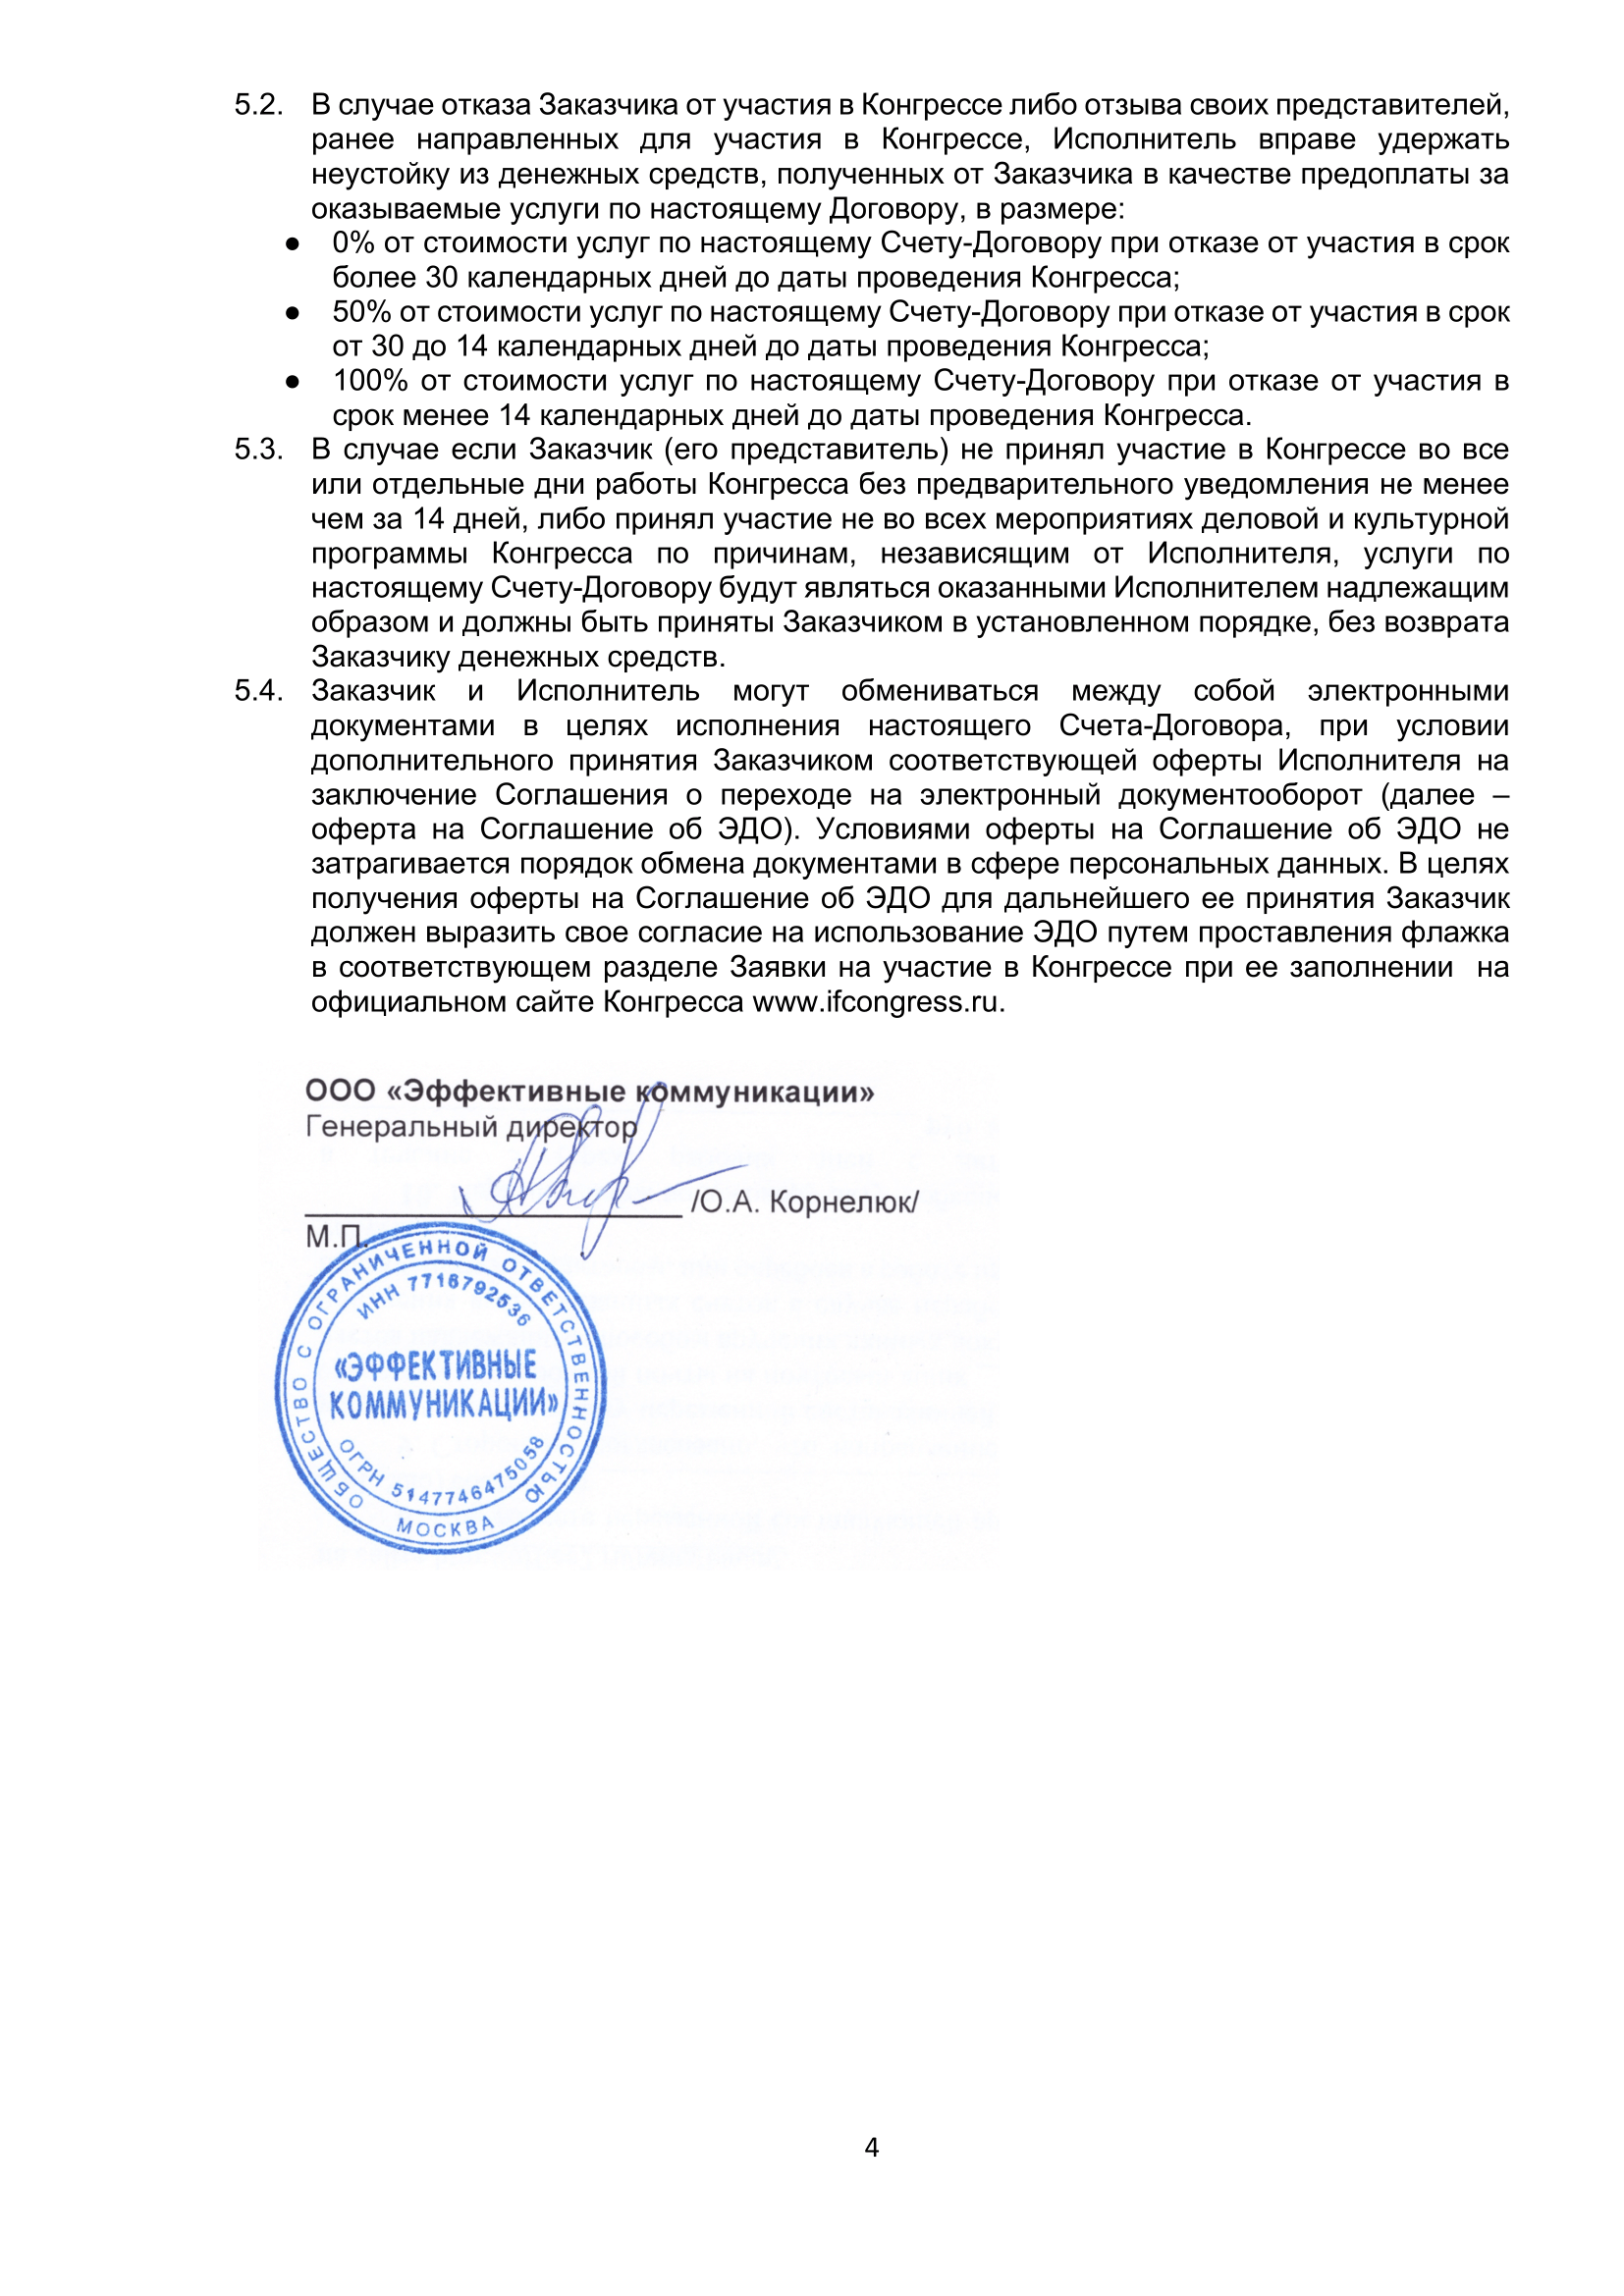 5.2. В случае отказа Заказчика от участия в Конгрессе либо отзыва своих представителей,
ранее направленных для участия в Конгрессе, Исполнитель вправе удержать
неустойку из денежных средств, полученных от Заказчика в качестве предоплаты за
оказываемые услуги по настоящему Договору, в размере:
● 0% от стоимости услуг по настоящему Счету-Договору при отказе от участия в срок
более 30 календарных дней до даты проведения Конгресса;
● 50% от стоимости услуг по настоящему Счету-Договору при отказе от участия в срок
от 30 до 14 календарных дней до даты проведения Конгресса;
● 100% от стоимости услуг по настоящему Счету-Договору при отказе от участия в
срок менее 14 календарных дней до даты проведения Конгресса.
5.3. В случае если Заказчик (его представитель) не принял участие в Конгрессе во все
или отдельные дни работы Конгресса без предварительного уведомления не менее
чем за 14 дней, либо принял участие не во всех мероприятиях деловой и культурной
программы Конгресса по причинам, независящим от Исполнителя, услуги по
настоящему Счету-Договору будут являться оказанными Исполнителем надлежащим
образом и должны быть приняты Заказчиком в установленном порядке, без возврата
Заказчику денежных средств.
5.4. Заказчик и Исполнитель могут обмениваться между собой электронными
документами в целях исполнения настоящего Счета-Договора, при условии
дополнительного принятия Заказчиком соответствующей оферты Исполнителя на
заключение Соглашения о переходе на электронный документооборот (далее –
оферта на Соглашение об ЭДО). Условиями оферты на Соглашение об ЭДО не
затрагивается порядок обмена документами в сфере персональных данных. В целях
получения оферты на Соглашение об ЭДО для дальнейшего ее принятия Заказчик
должен выразить свое согласие на использование ЭДО путем проставления флажка
в соответствующем разделе Заявки на участие в Конгрессе при ее заполнении на
официальном сайте Конгресса www.ifcongress.ru.
ООО «Эффективные коммуникации»
Генеральный директор
/О.А. Корнелюк/
М.П.
ОБЩЕСТВО С ОГРАНИЧЕННОЙ ОТВЕТСТВЕННОСТЬЮ
ИНН 7716792536
«ЭФФЕКТИВНЫЕ
КОММУНИКАЦИИ»
ОГРН 5147746475058
МОСКВА
4